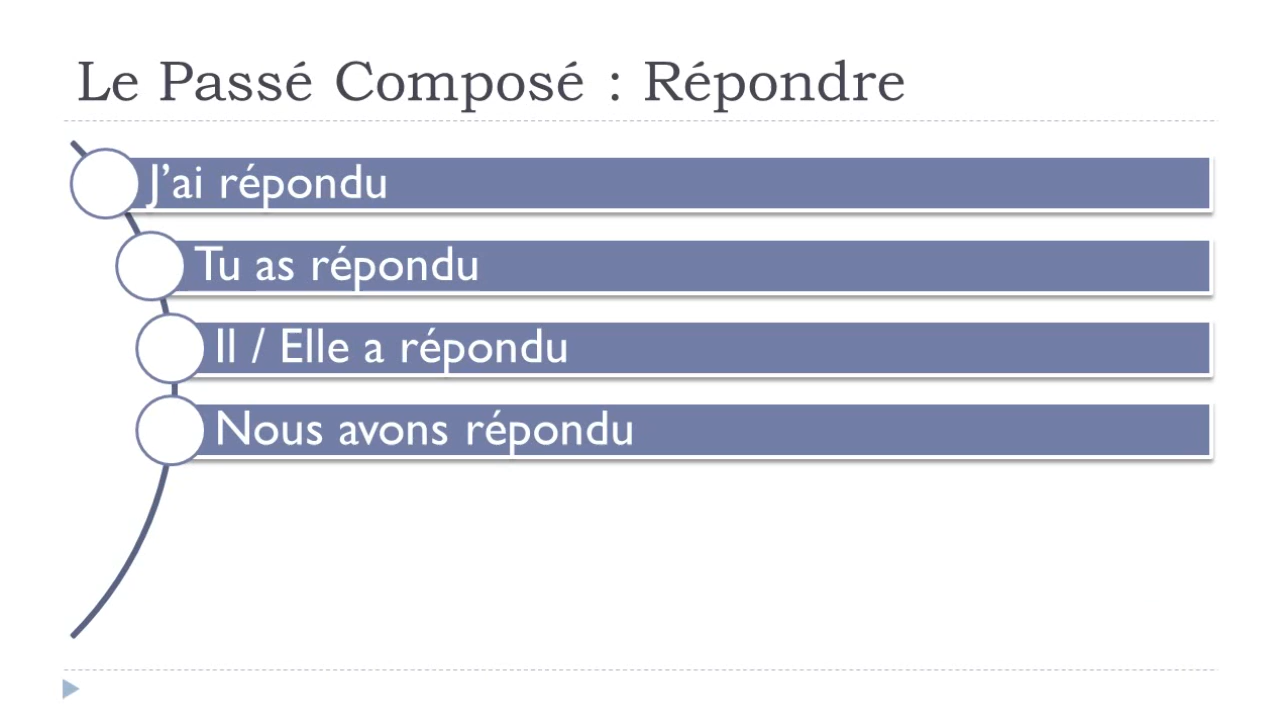 Le Passé Composé : Répondre
J’ai répondu
Tu as répondu
Il / Elle a répondu
Nous avons répondu